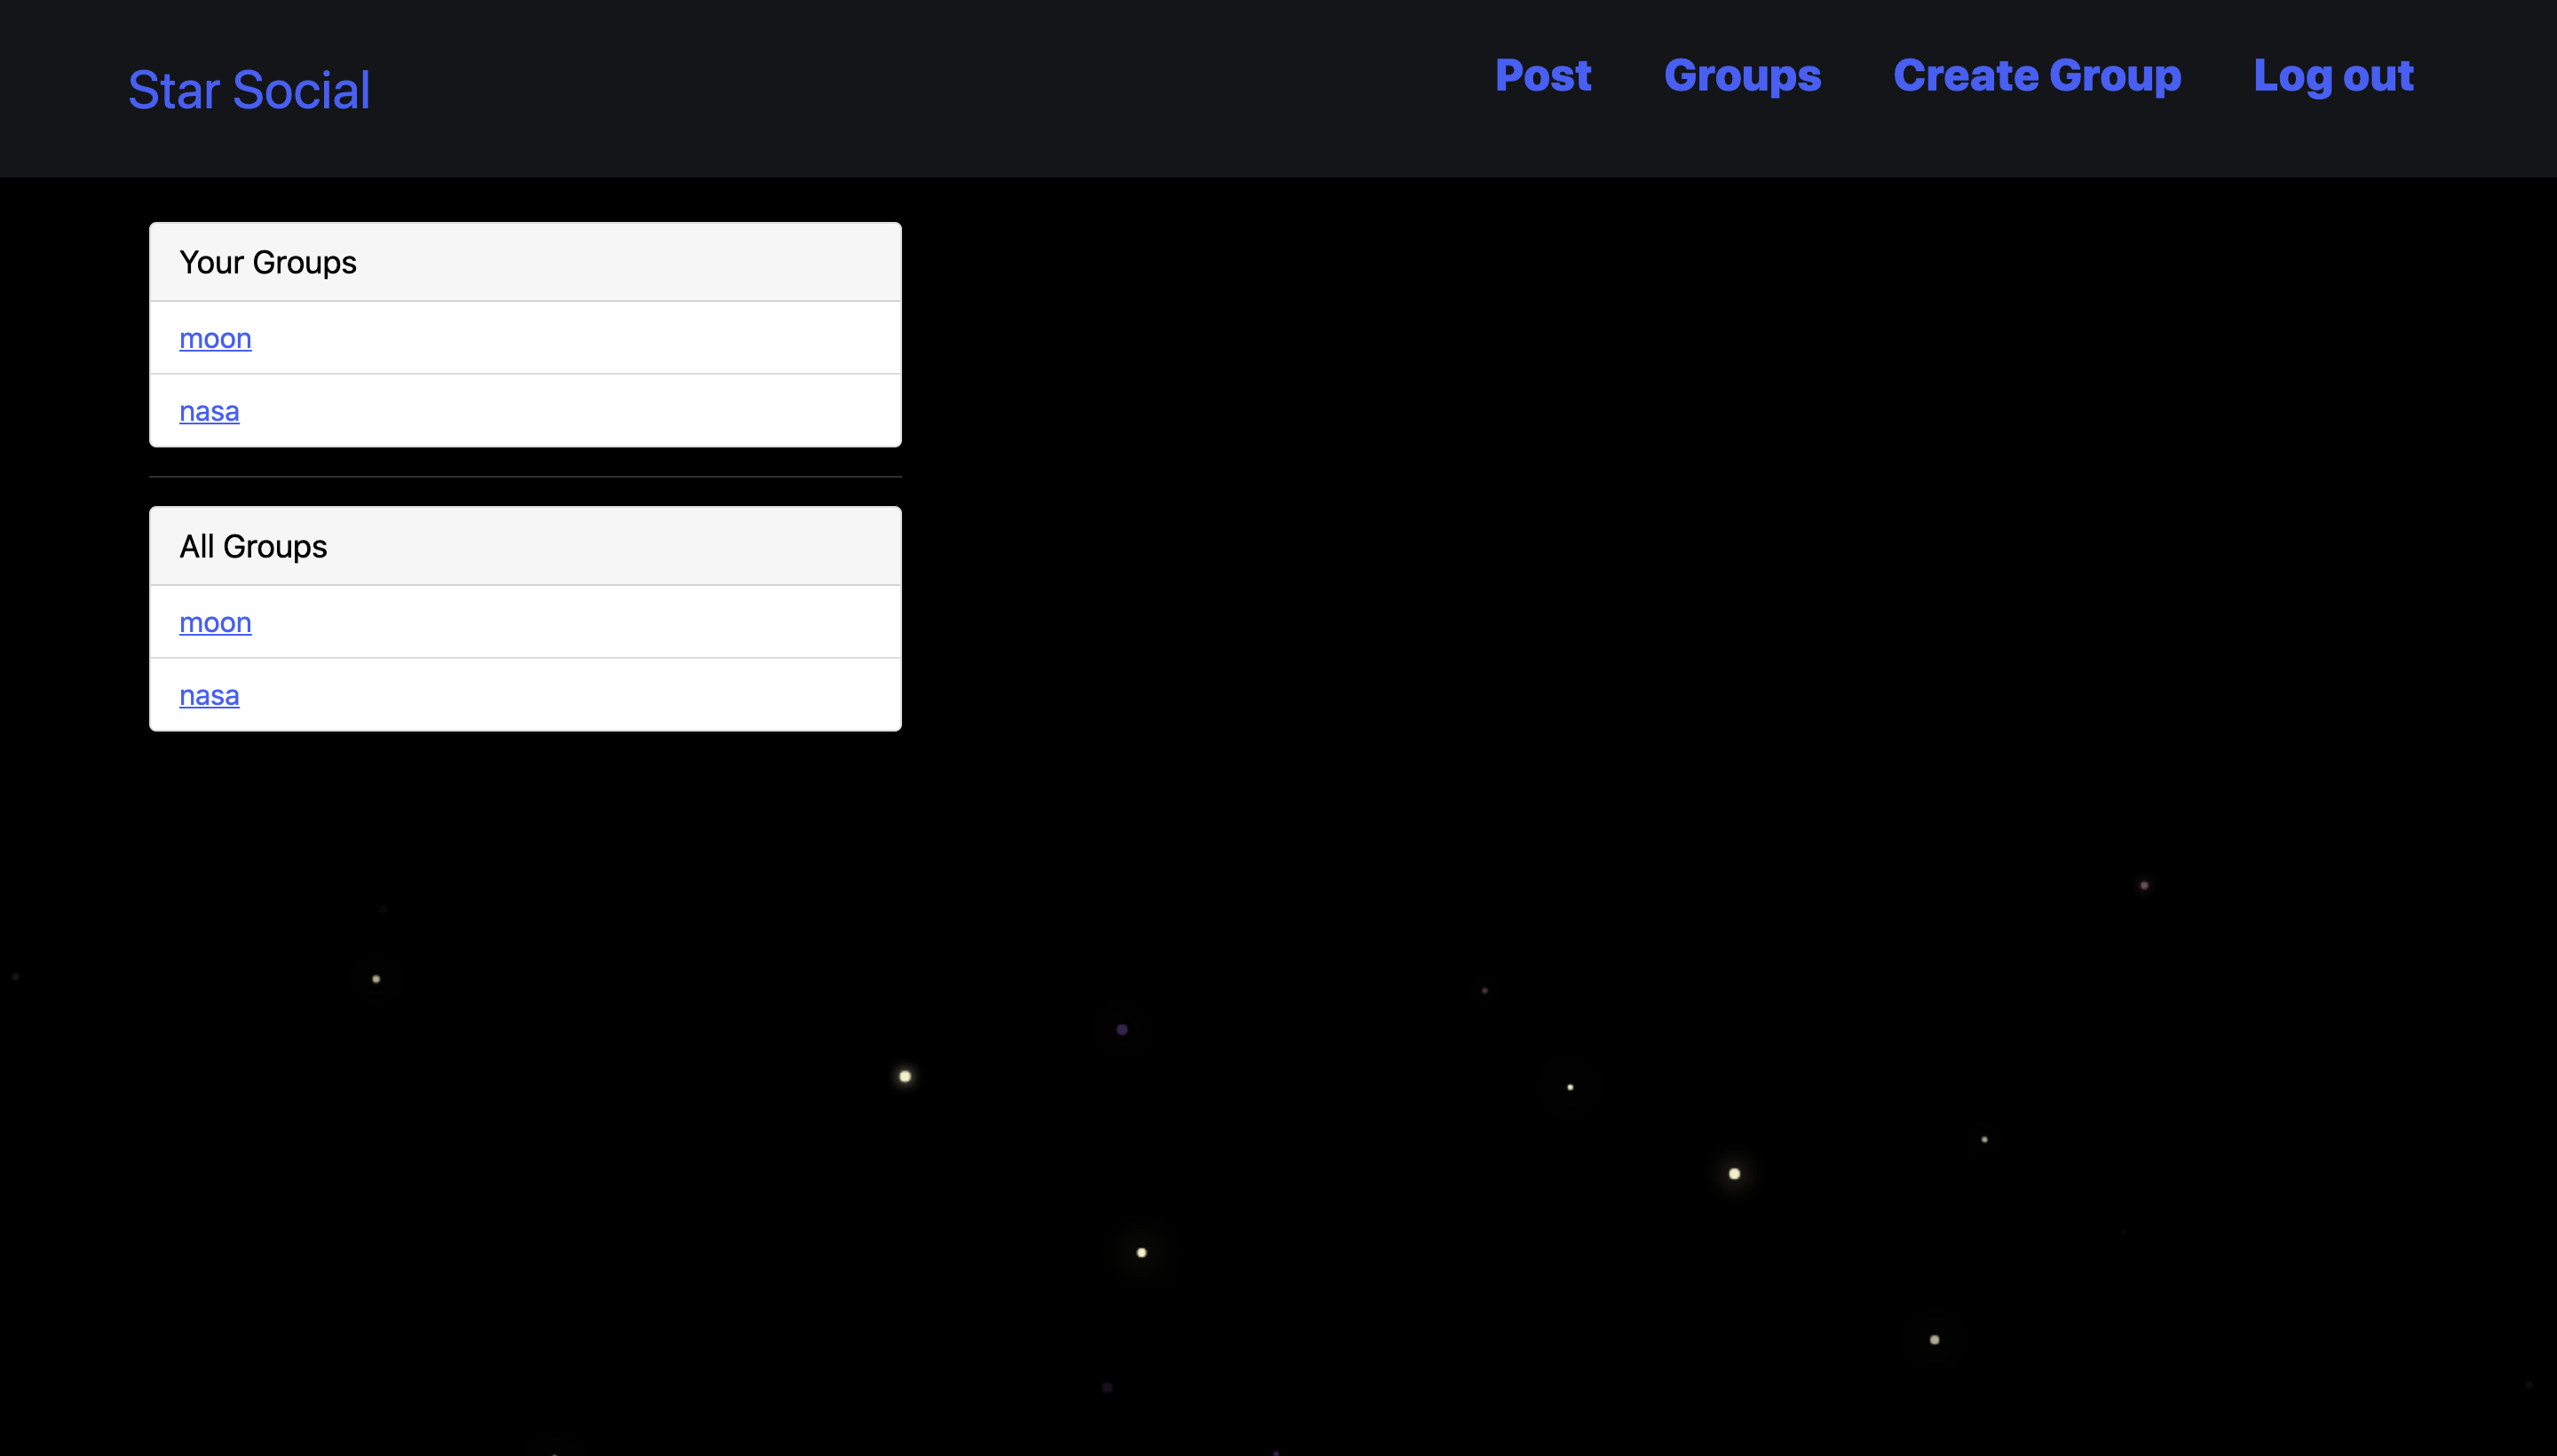 Star Social
Post Groups Create Group Log out
Your Groups
moon
nasa
All Groups
moon
nasa